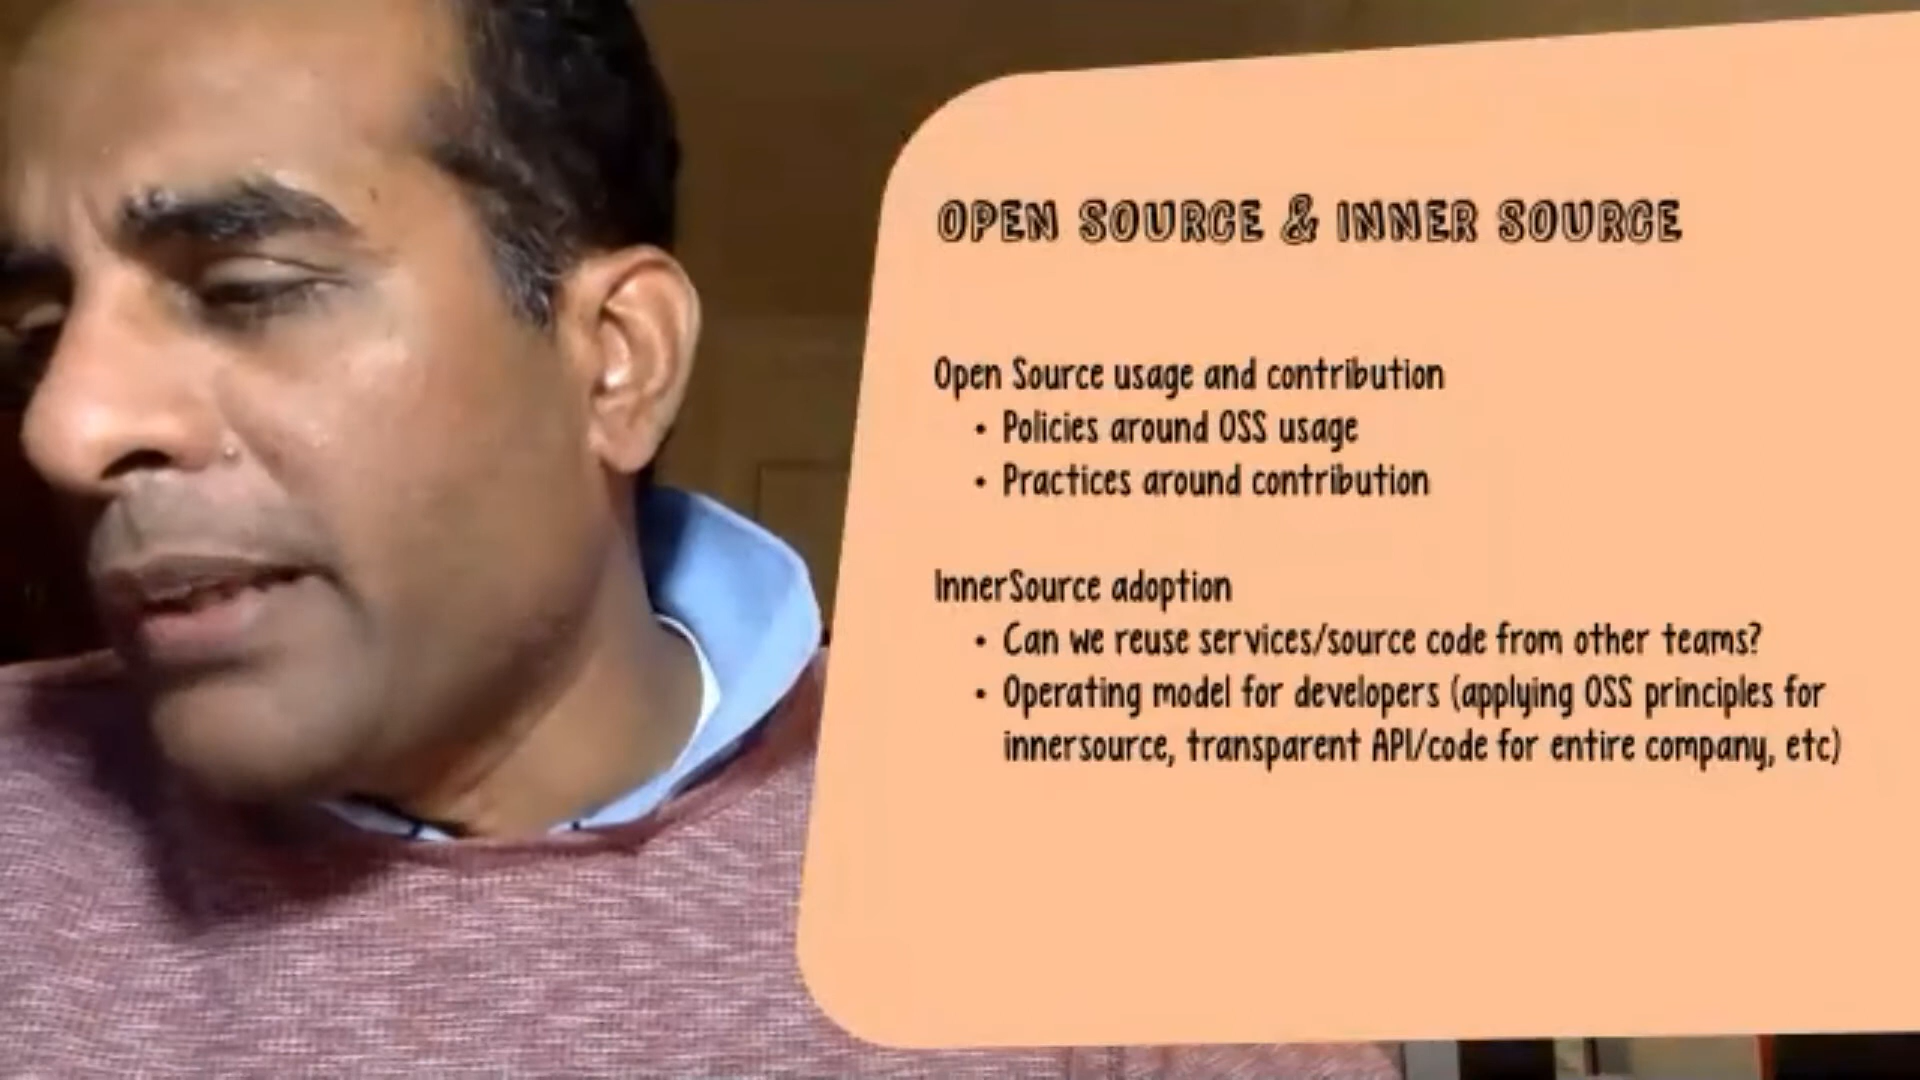 OPEN SOURCE & INNER SOURCE
Open Source usage and contribution
• Policies around OSS usage
• Practices around contribution
InnerSource adoption
• Can we reuse services/source code from other teams?
• Operating model for developers (applying OSS principles for
innersource, transparent API/code for entire company, etc)